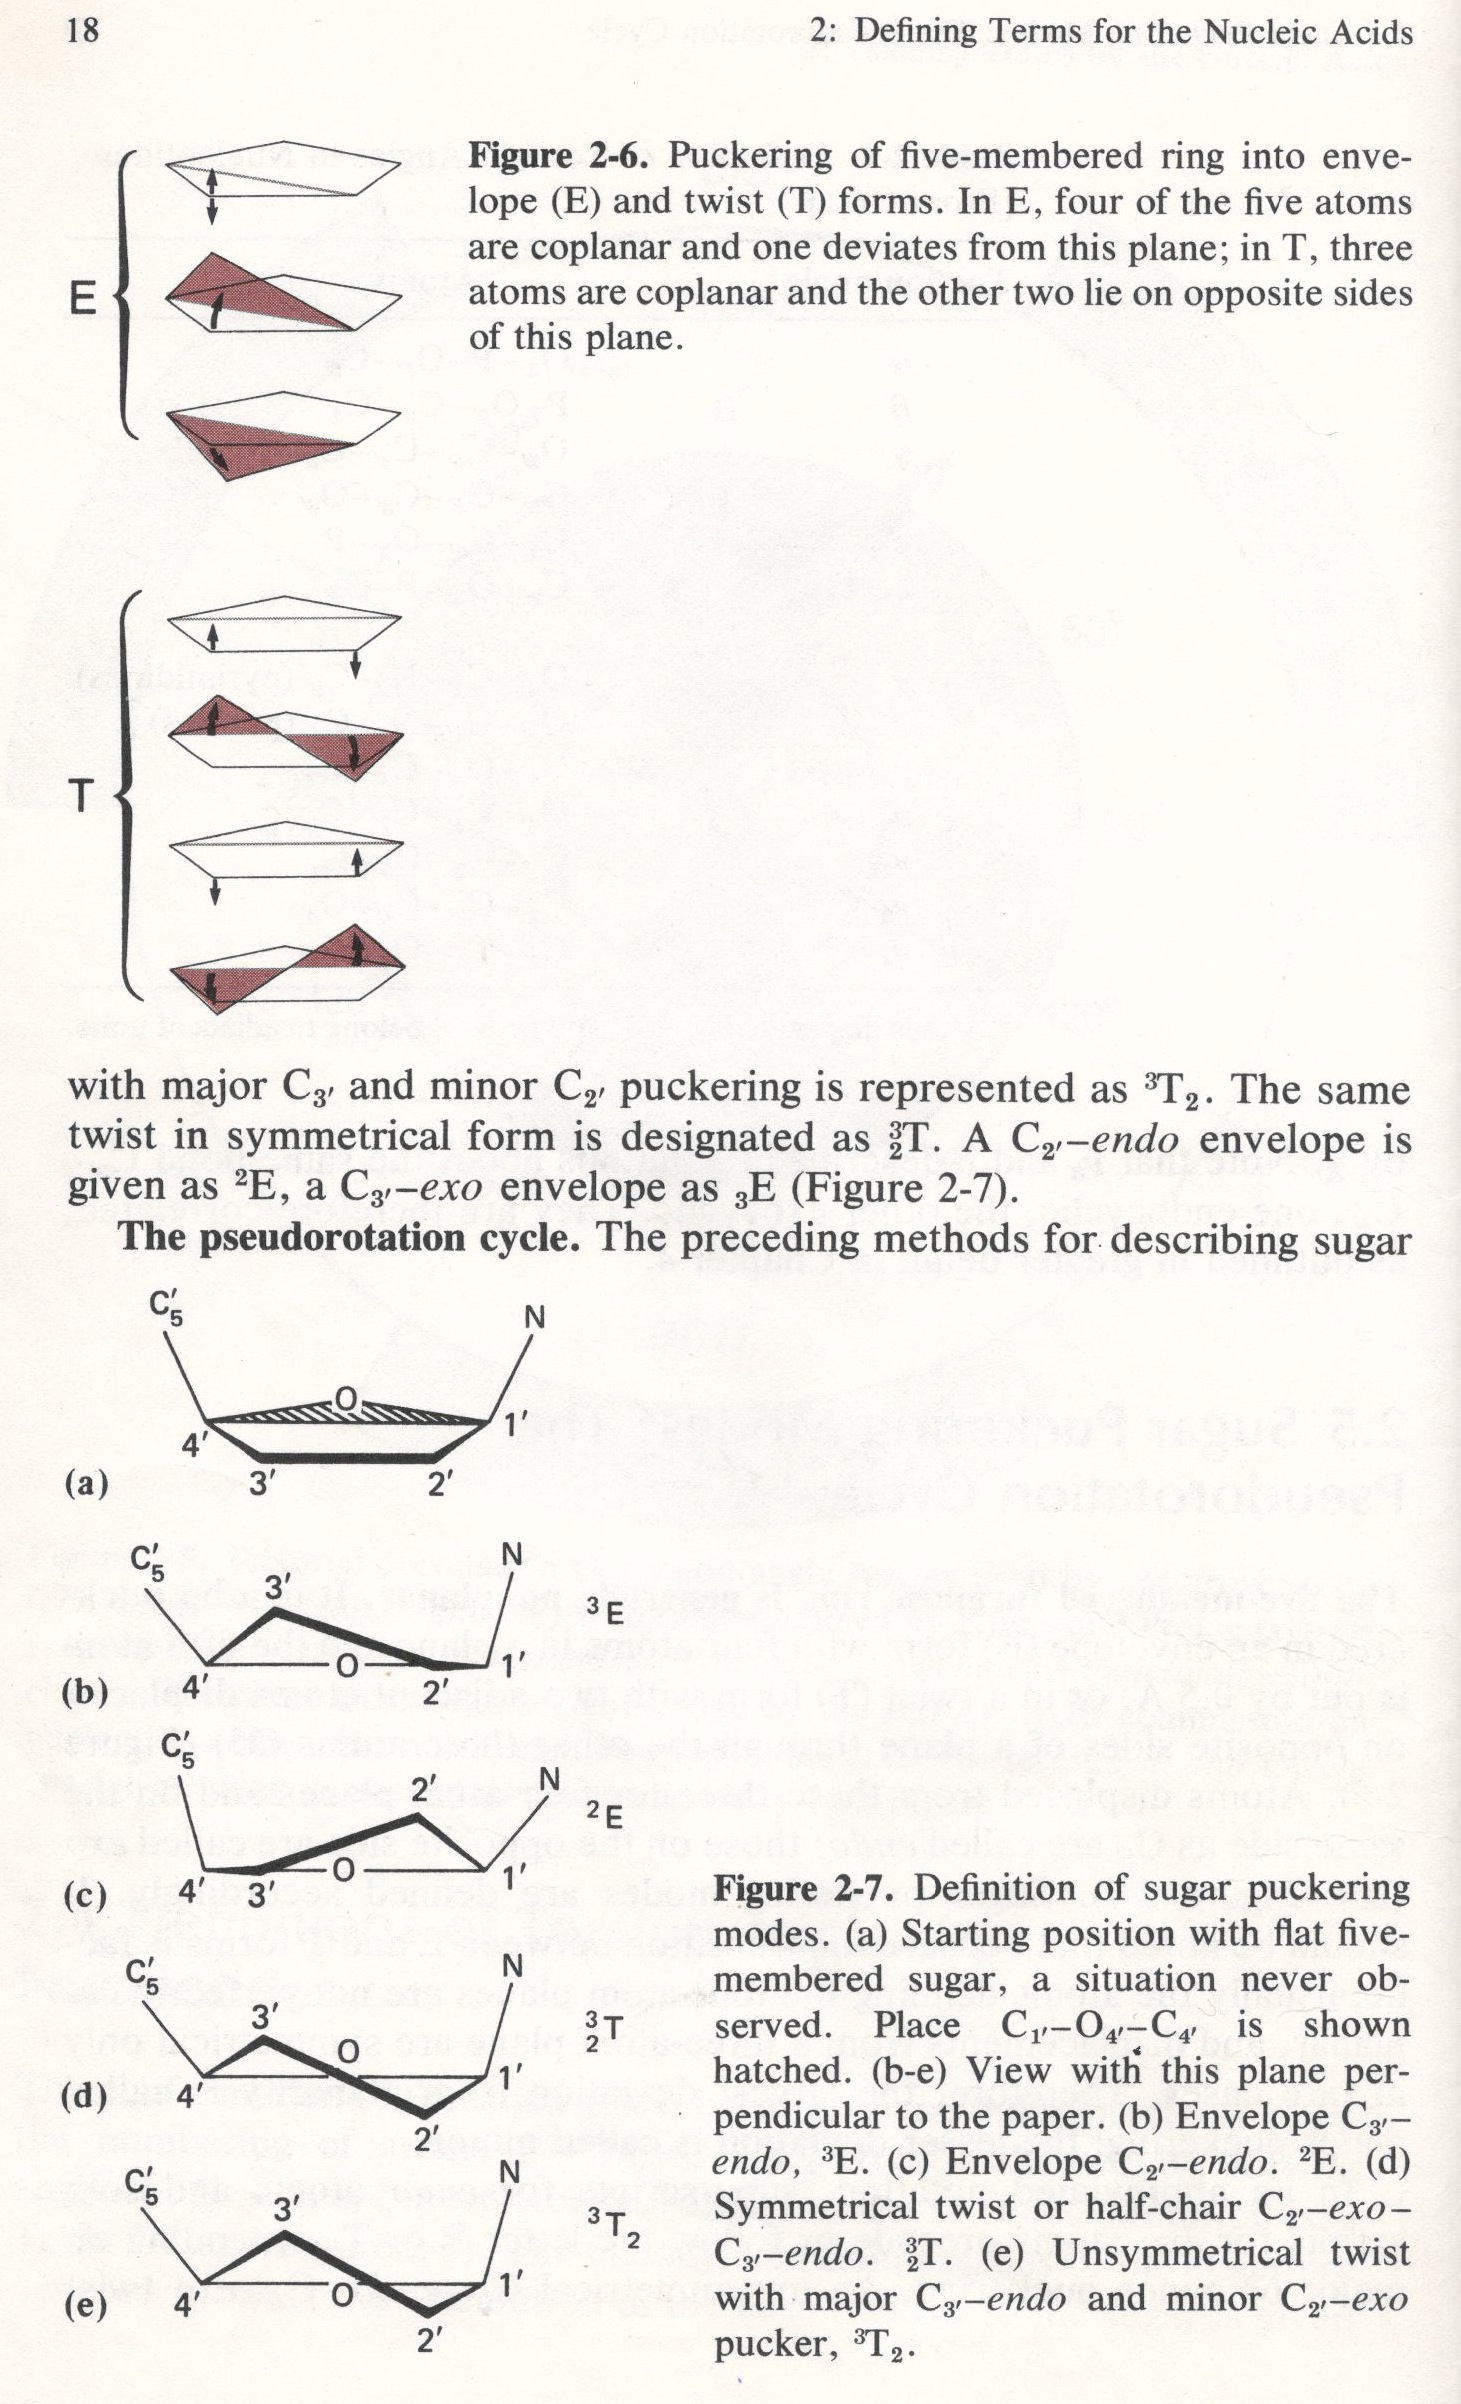 18
2: Defining Terms for the Nucleic Acids
E
Figure 2-6. Puckering of five-membered ring into enve-
lope (E) and twist (T) forms. In E, four of the five atoms
are coplanar and one deviates from this plane; in T, three
atoms are coplanar and the other two lie on opposite sides
of this plane.
T
with major C₃′ and minor C₂′ puckering is represented as ³T₂. The same
twist in symmetrical form is designated as ³₂T. A C₂′–endo envelope is
given as ²E, a C₃′–exo envelope as ₃E (Figure 2-7).
The pseudorotation cycle. The preceding methods for describing sugar
C₅′
N
O
4′
1′
3′
2′
(a)
C₅′
N
3′
³E
O
4′
2′
1′
(b)
C₅′
N
2′
²E
O
4′
3′
1′
(c)
C₅′
N
3′
O
³₂T
4′
1′
2′
(d)
C₅′
N
3′
³T₂
O
4′
1′
2′
(e)
Figure 2-7. Definition of sugar puckering
modes. (a) Starting position with flat five-
membered sugar, a situation never ob-
served. Place C₁′–O₄′–C₄′ is shown
hatched. (b-e) View with this plane per-
pendicular to the paper. (b) Envelope C₃′–
endo, ³E. (c) Envelope C₂′–endo. ²E. (d)
Symmetrical twist or half-chair C₂′–exo–
C₃′–endo. ³₂T. (e) Unsymmetrical twist
with major C₃′–endo and minor C₂′–exo
pucker, ³T₂.